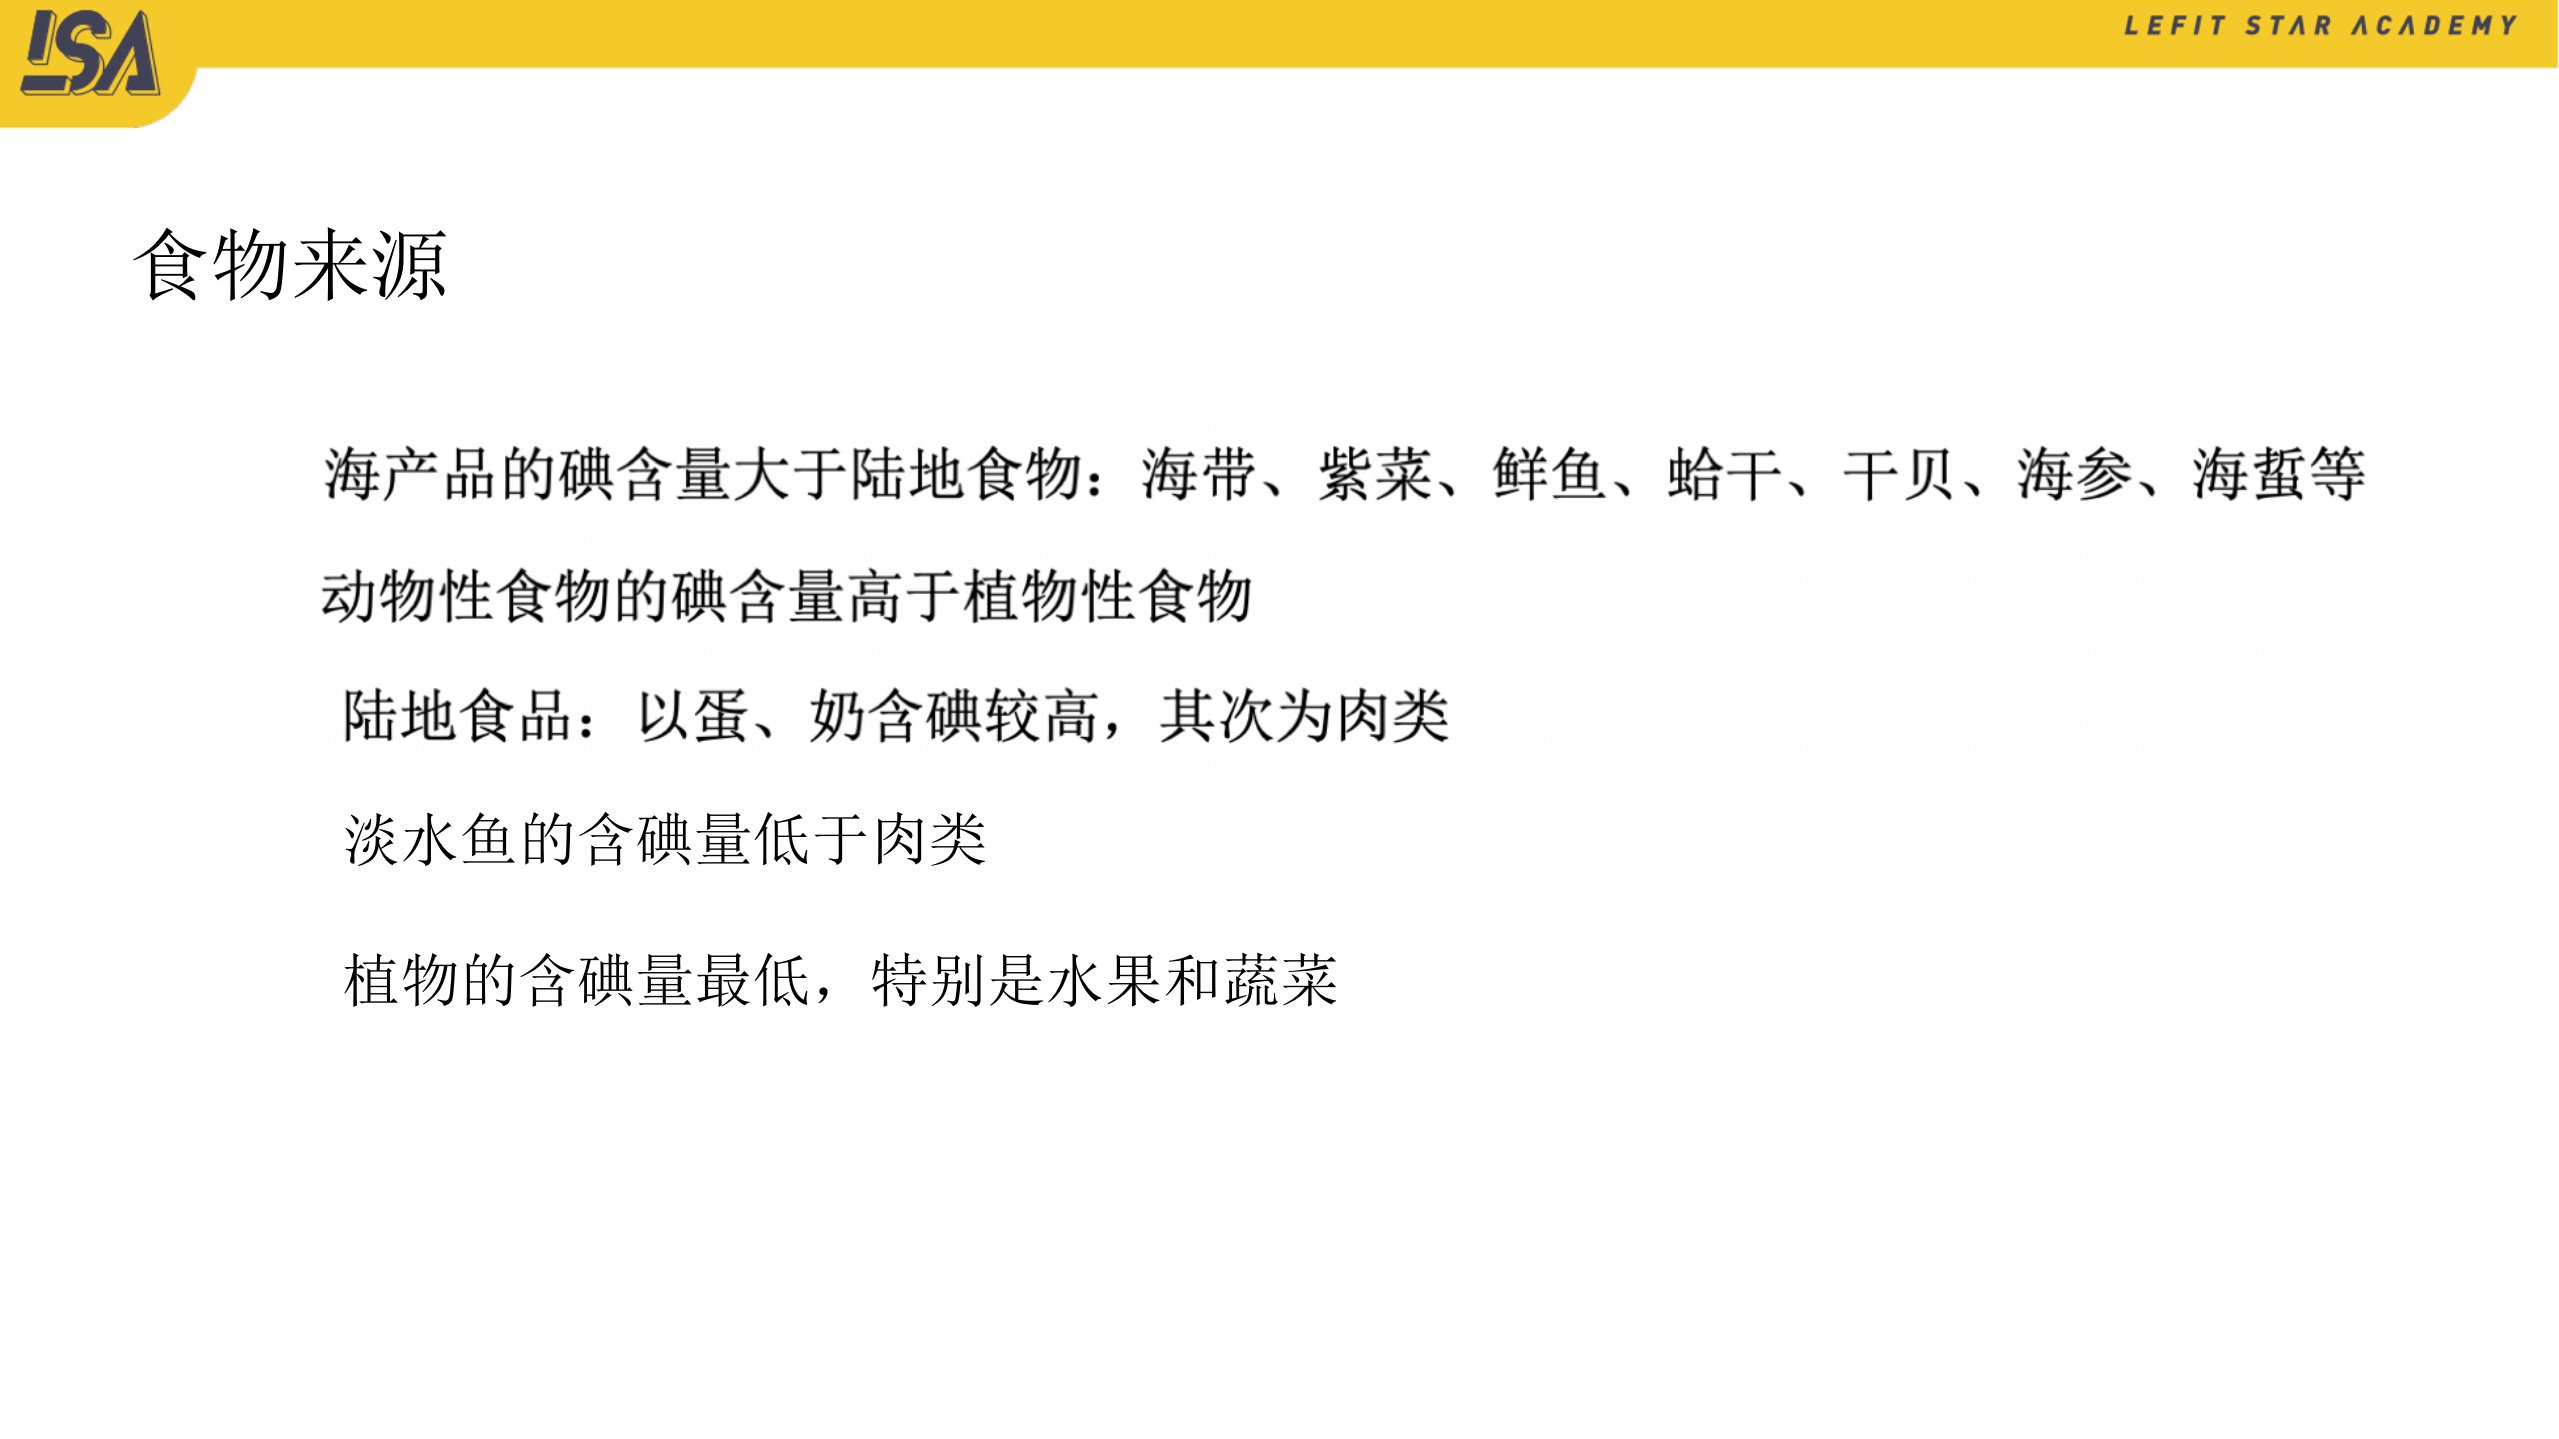 LSA
LEFIT STAR ACADEMY
食物来源
海产品的碘含量大于陆地食物：海带、紫菜、鲜鱼、蛤干、干贝、海参、海蜇等
动物性食物的碘含量高于植物性食物
陆地食品：以蛋、奶含碘较高，其次为肉类
淡水鱼的含碘量低于肉类
植物的含碘量最低，特别是水果和蔬菜